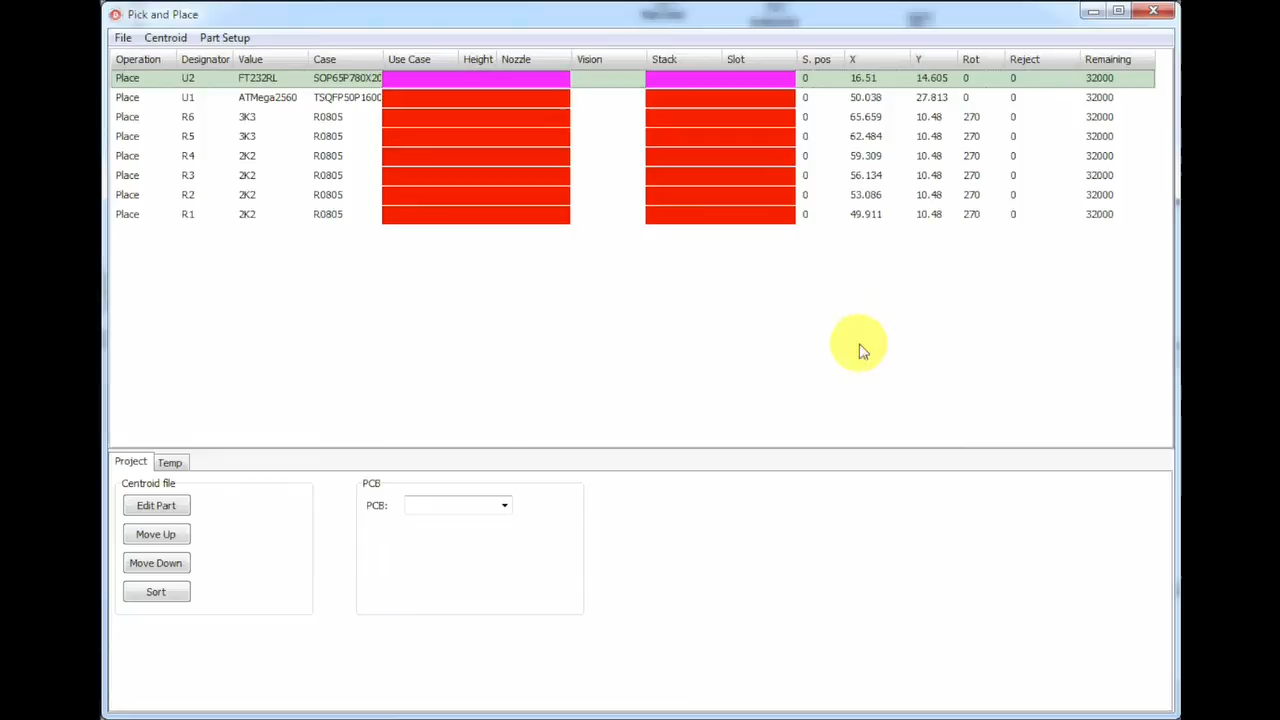 Pick and Place
File Centroid Part Setup
Operation Designator Value Case Use Case Height Nozzle Vision Stack Slot S. pos X Y Rot Reject Remaining
Place U2 FT232RL SOP65P780X20 0 16.51 14.605 0 0 32000
Place U1 ATMega2560 TSQFP50P1600 0 50.038 27.813 0 0 32000
Place R6 3K3 R0805 0 65.659 10.48 270 0 32000
Place R5 3K3 R0805 0 62.484 10.48 270 0 32000
Place R4 2K2 R0805 0 59.309 10.48 270 0 32000
Place R3 2K2 R0805 0 56.134 10.48 270 0 32000
Place R2 2K2 R0805 0 53.086 10.48 270 0 32000
Place R1 2K2 R0805 0 49.911 10.48 270 0 32000
Project Temp
Centroid file PCB
Edit Part PCB:
Move Up
Move Down
Sort